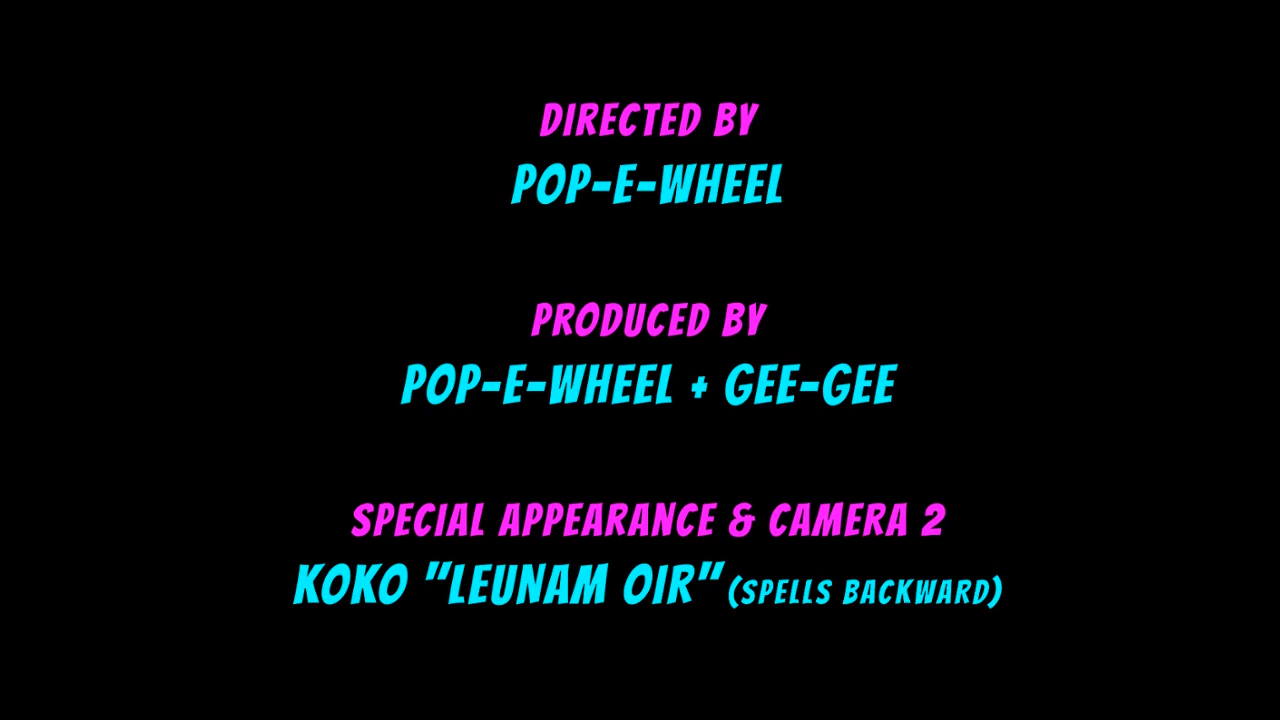 DIRECTED BY
POP-E-WHEEL
PRODUCED BY
POP-E-WHEEL + GEE-GEE
SPECIAL APPEARANCE & CAMERA 2
KOKO "LEUNAM OIR" (SPELLS BACKWARD)